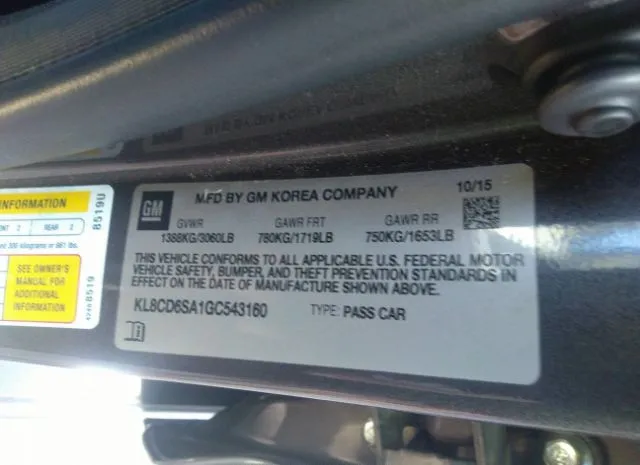 INFORMATION
REAR 2
8519U
SEE OWNER'S
MANUAL FOR
ADDITIONAL
INFORMATION
GM
MFD BY GM KOREA COMPANY 10/15
GVWR GAWR FRT GAWR RR
1388KG/3060LB 780KG/1719LB 750KG/1653LB
THIS VEHICLE CONFORMS TO ALL APPLICABLE U.S. FEDERAL MOTOR
VEHICLE SAFETY, BUMPER, AND THEFT PREVENTION STANDARDS IN
EFFECT ON THE DATE OF MANUFACTURE SHOWN ABOVE.
KL8CD6SA1GC543160 TYPE: PASS CAR